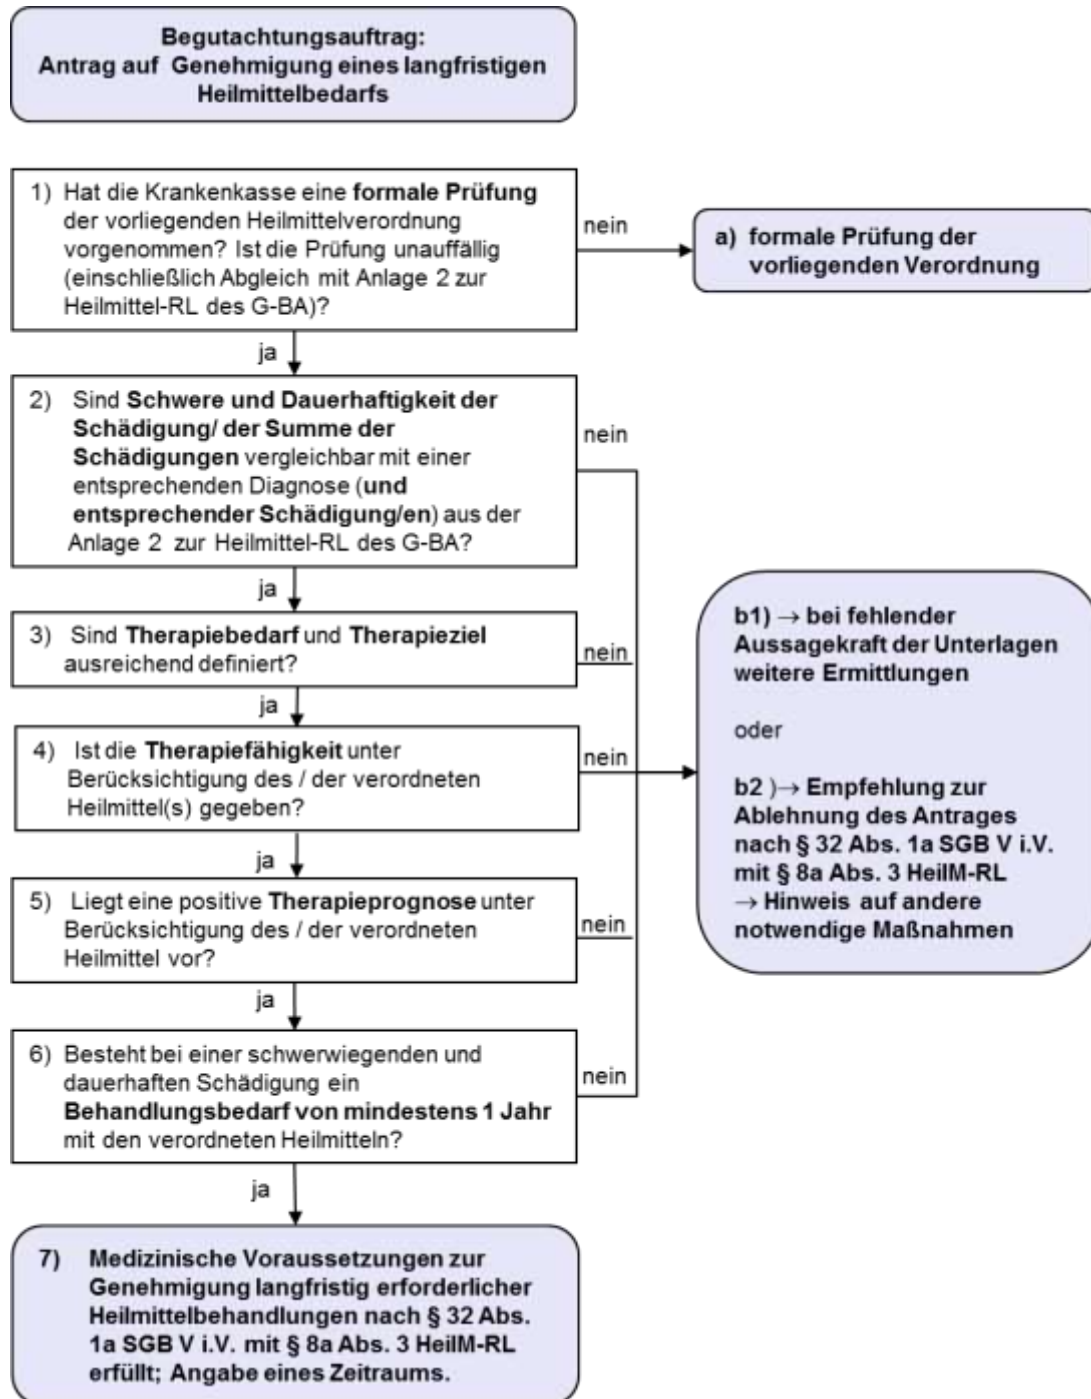 Begutachtungsauftrag:
Antrag auf Genehmigung eines langfristigen
Heilmittelbedarfs
1) Hat die Krankenkasse eine formale Prüfung
der vorliegenden Heilmittelverordnung
vorgenommen? Ist die Prüfung unauffällig
(einschließlich Abgleich mit Anlage 2 zur
Heilmittel-RL des G-BA)?
nein
a) formale Prüfung der
vorliegenden Verordnung
ja
2) Sind Schwere und Dauerhaftigkeit der
Schädigung/ der Summe der
Schädigungen vergleichbar mit einer
entsprechenden Diagnose (und
entsprechender Schädigung/en) aus der
Anlage 2 zur Heilmittel-RL des G-BA?
nein
ja
3) Sind Therapiebedarf und Therapieziel
ausreichend definiert?
nein
ja
4) Ist die Therapiefähigkeit unter
Berücksichtigung des / der verordneten
Heilmittel(s) gegeben?
nein
b1) → bei fehlender
Aussagekraft der Unterlagen
weitere Ermittlungen
oder
b2 )→ Empfehlung zur
Ablehnung des Antrages
nach § 32 Abs. 1a SGB V i.V.
mit § 8a Abs. 3 HeilM-RL
→ Hinweis auf andere
notwendige Maßnahmen
ja
5) Liegt eine positive Therapieprognose unter
Berücksichtigung des / der verordneten
Heilmittel vor?
nein
ja
6) Besteht bei einer schwerwiegenden und
dauerhaften Schädigung ein
Behandlungsbedarf von mindestens 1 Jahr
mit den verordneten Heilmitteln?
nein
ja
7) Medizinische Voraussetzungen zur
Genehmigung langfristig erforderlicher
Heilmittelbehandlungen nach § 32 Abs.
1a SGB V i.V. mit § 8a Abs. 3 HeilM-RL
erfüllt; Angabe eines Zeitraums.